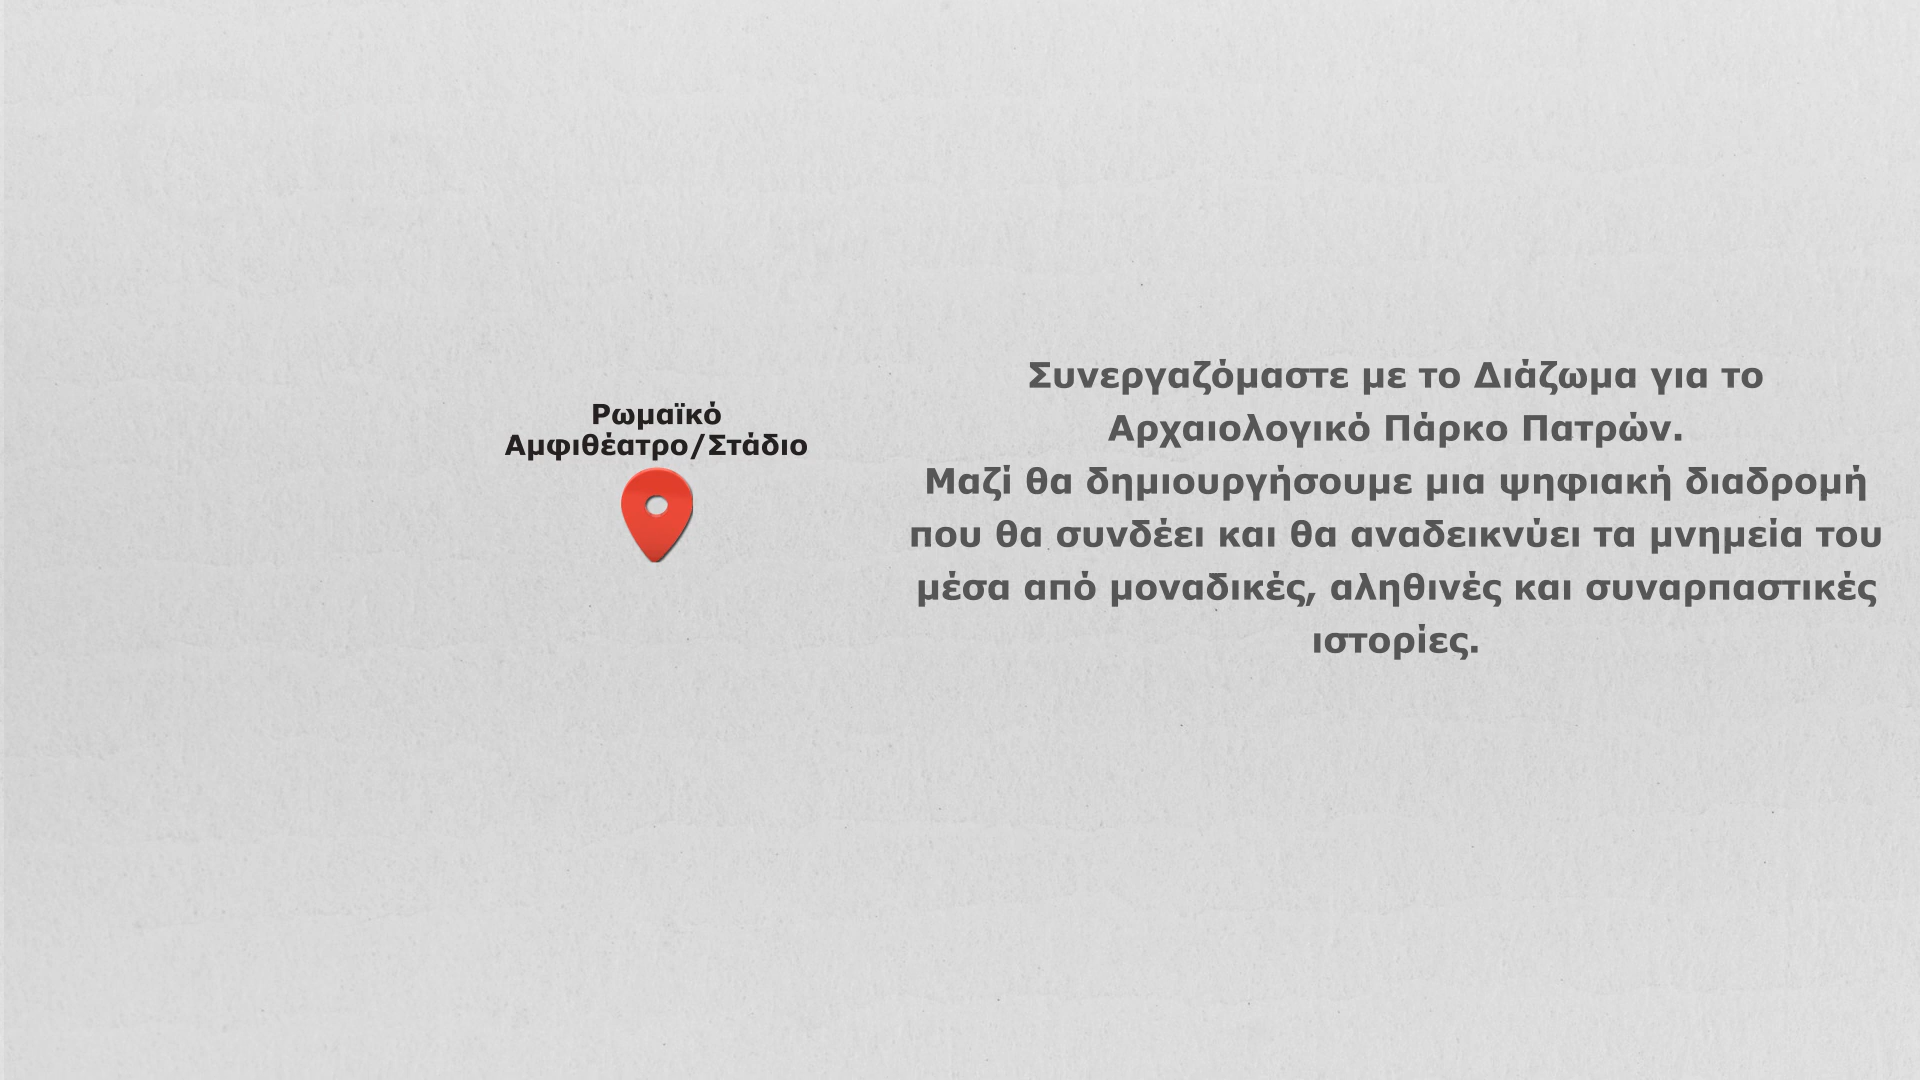 Ρωμαϊκό
Αμφιθέατρο/Στάδιο
Συνεργαζόμαστε με το Διάζωμα για το
Αρχαιολογικό Πάρκο Πατρών.
Μαζί θα δημιουργήσουμε μια ψηφιακή διαδρομή
που θα συνδέει και θα αναδεικνύει τα μνημεία του
μέσα από μοναδικές, αληθινές και συναρπαστικές
ιστορίες.